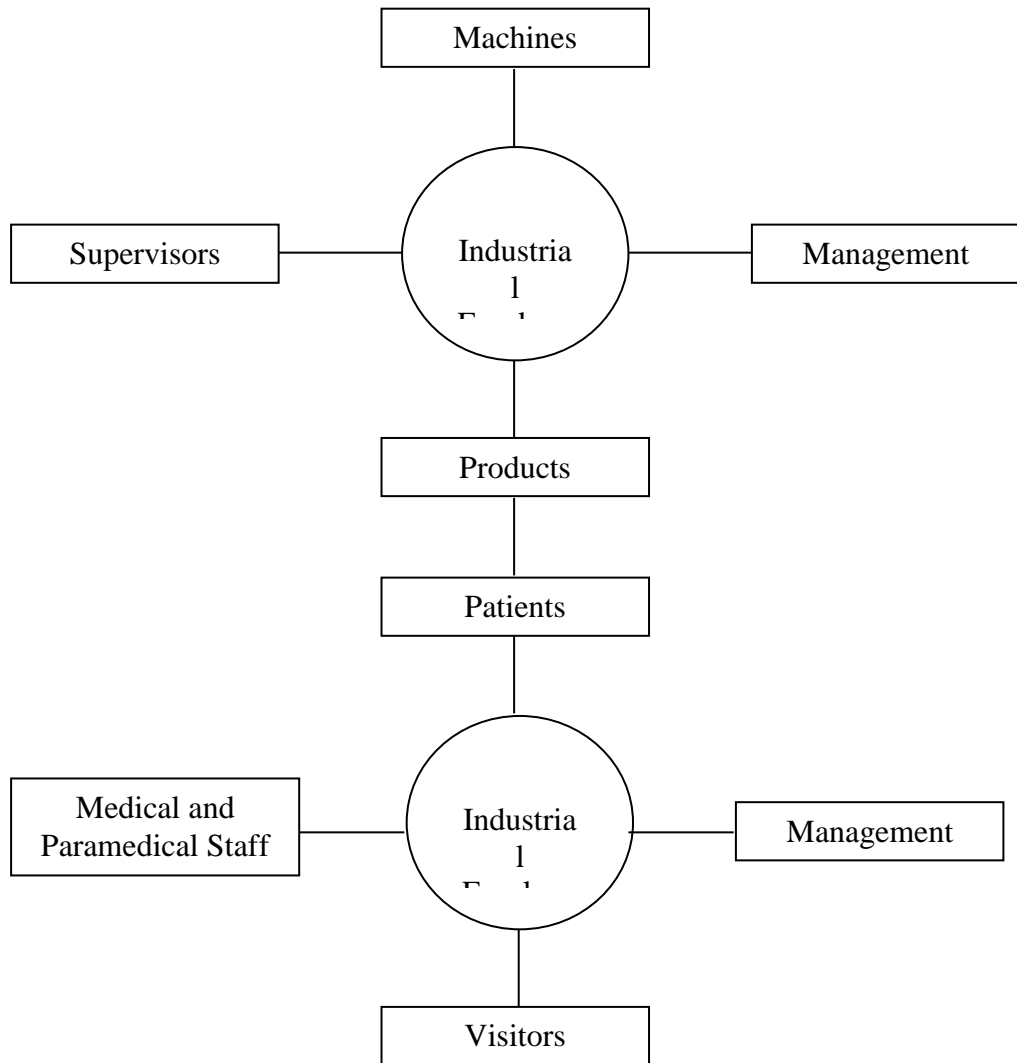 Machines
Supervisors
Industria
l
Management
Products
Patients
Medical and
Paramedical Staff
Industria
l
Management
Visitors